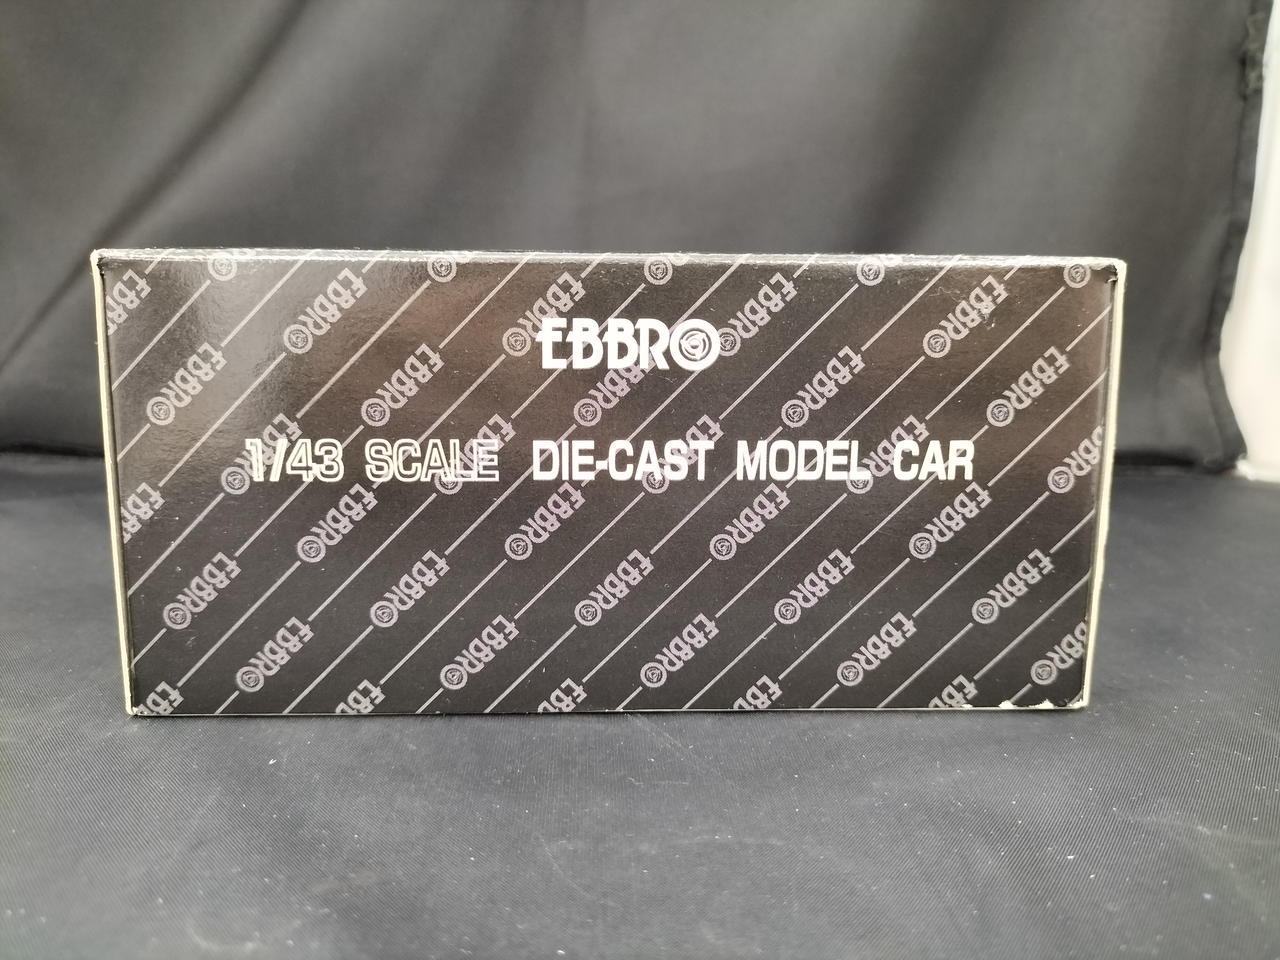 EBBRO
1/43 SCALE DIE-CAST MODEL CAR